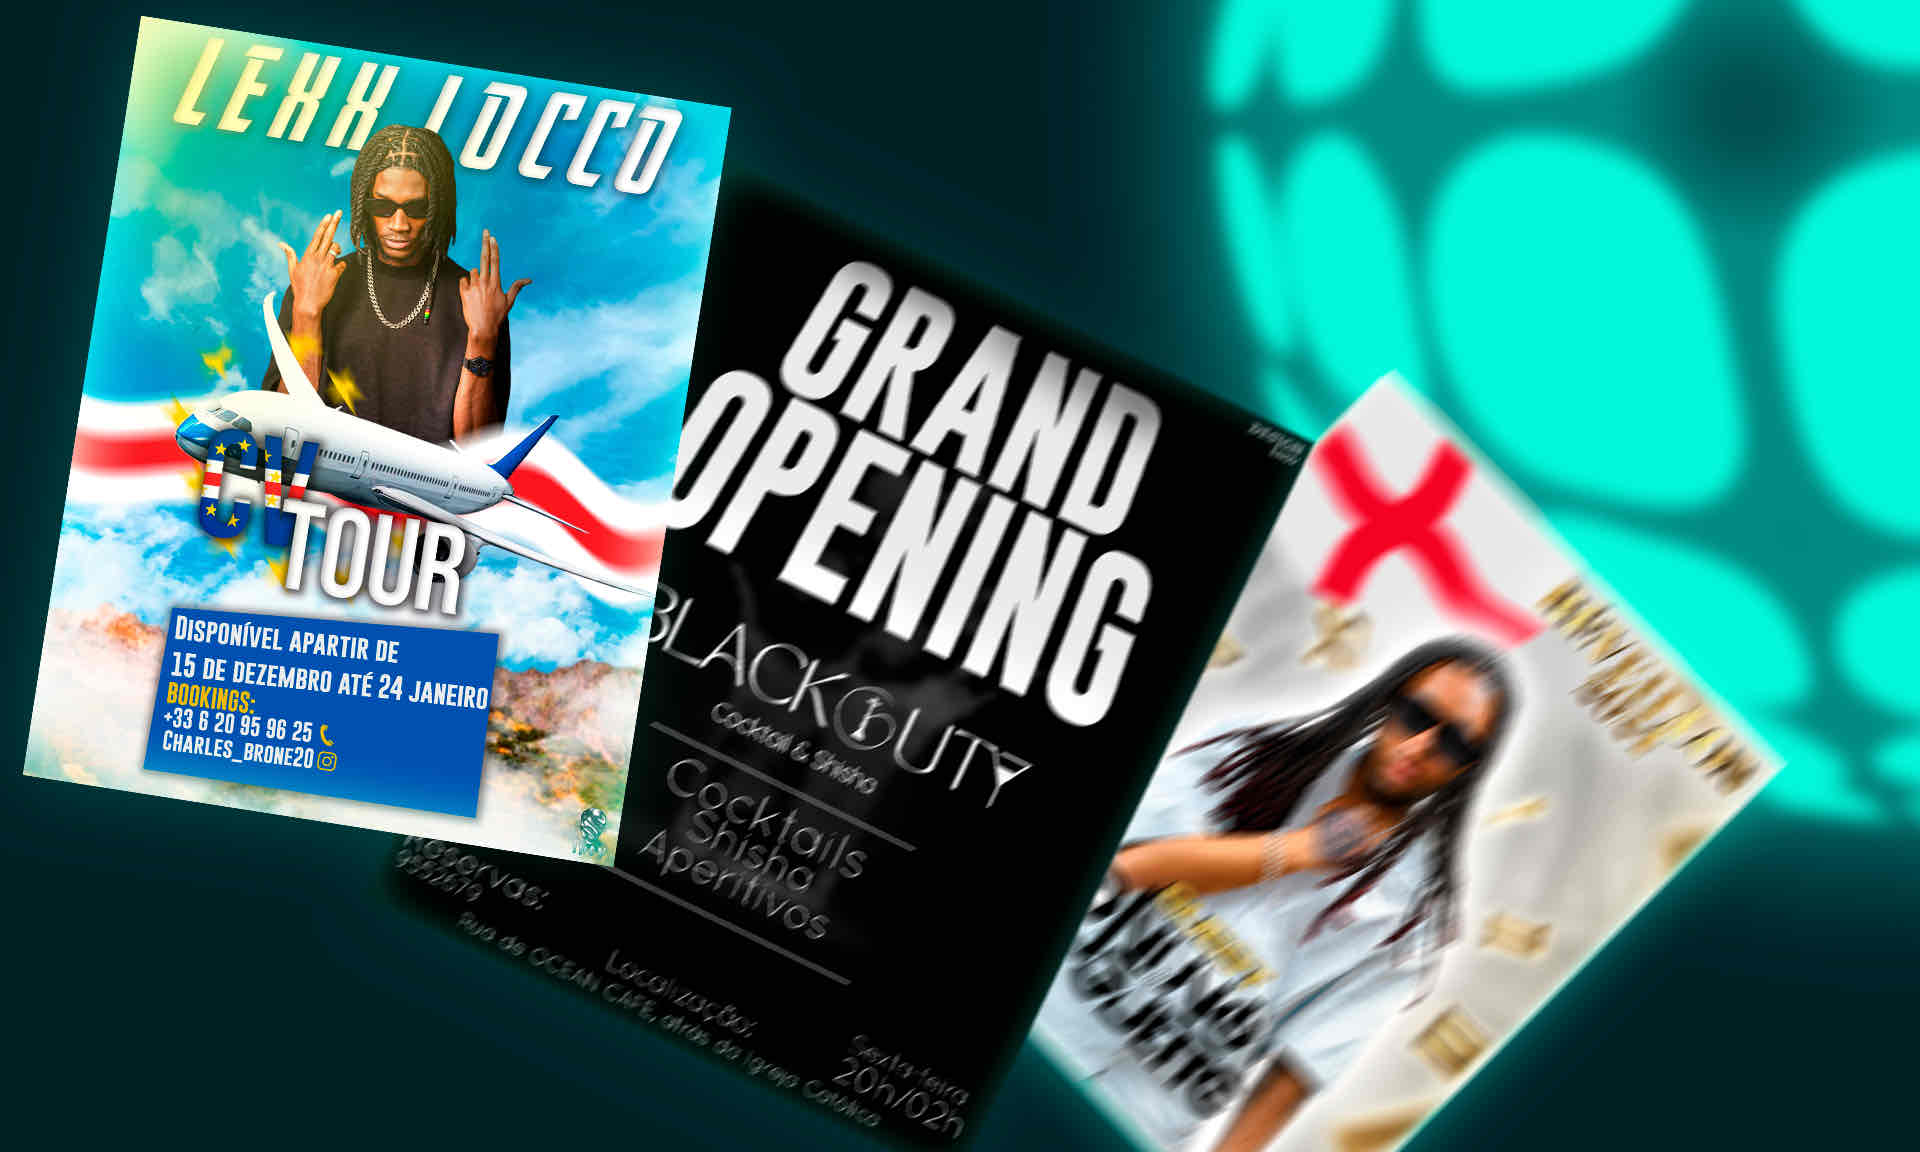 LEXX LOCCO
CV
TOUR
DISPONÍVEL APARTIR DE
15 DE DEZEMBRO ATÉ 24 JANEIRO
BOOKINGS:
+33 6 20 95 96 25
CHARLES_BRONE20
GRAND
OPENING
BLACKOUTY
Cocktail & Shisha
Cocktails
Shisha
Aperitivos
Reservas:
9592679
Localização:
Rua de OCEAN CAFE, atrás da Igreja Católica
Sexta-feira
20h/02h